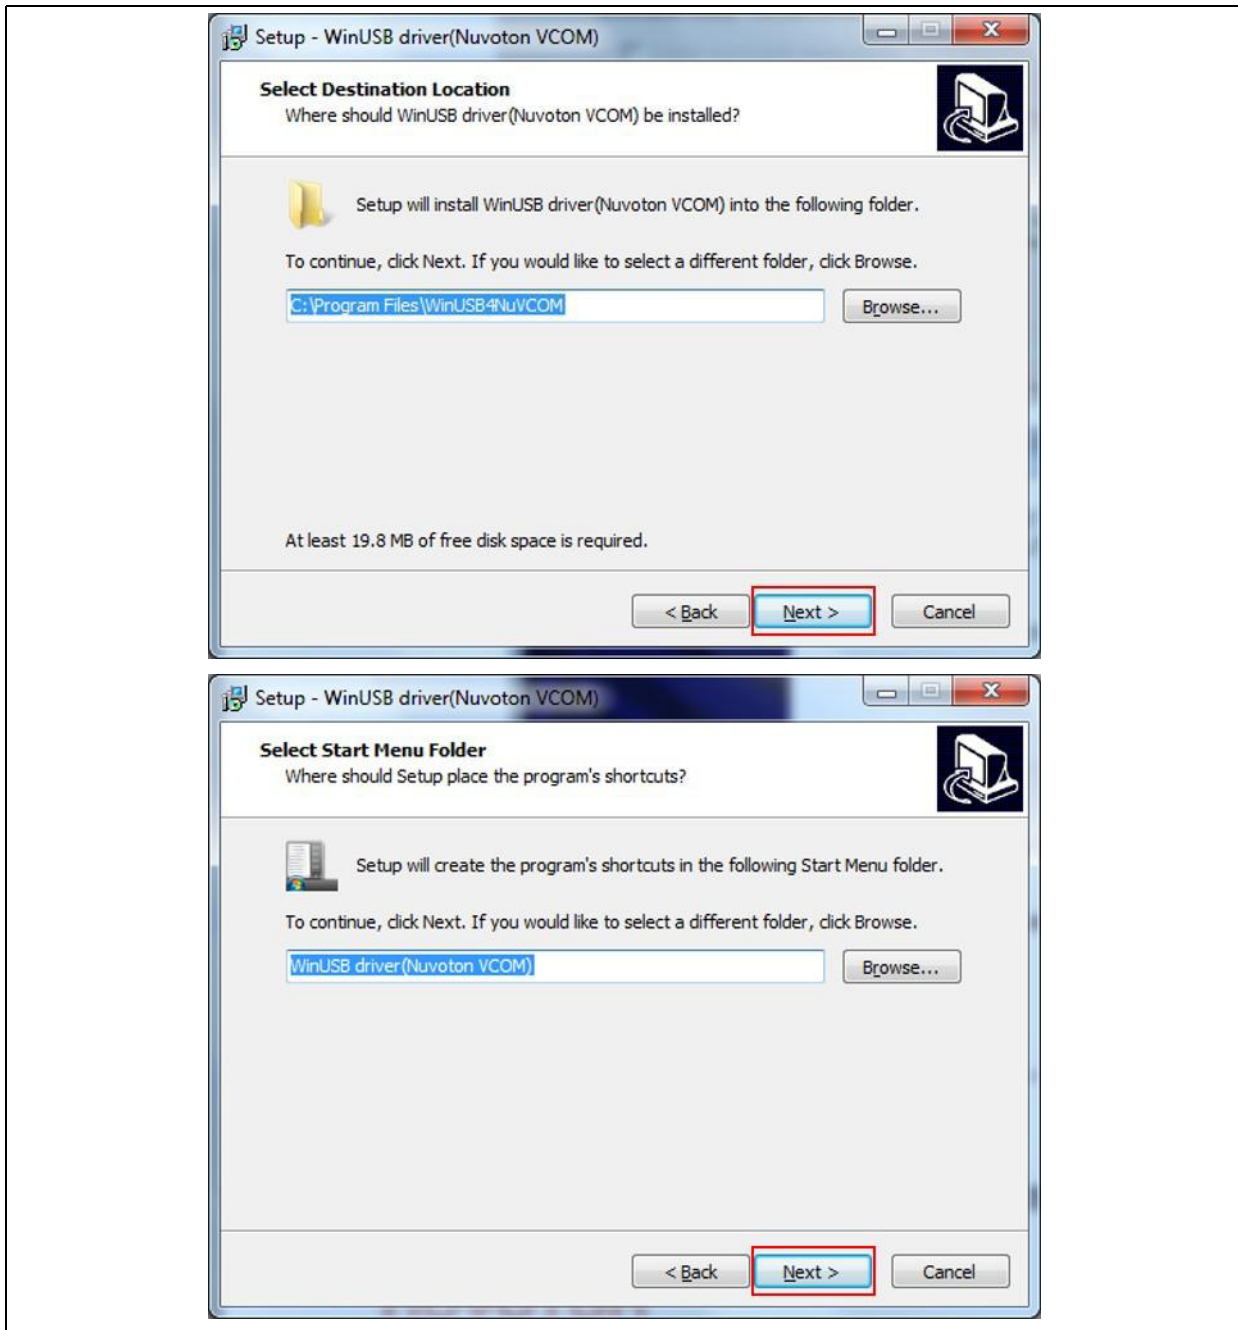 Setup - WinUSB driver(Nuvoton VCOM)
Select Destination Location
Where should WinUSB driver(Nuvoton VCOM) be installed?
Setup will install WinUSB driver(Nuvoton VCOM) into the following folder.
To continue, click Next. If you would like to select a different folder, click Browse.
C:\Program Files\WinUSB4NuVCOM
Browse...
At least 19.8 MB of free disk space is required.
< Back Next > Cancel
Setup - WinUSB driver(Nuvoton VCOM)
Select Start Menu Folder
Where should Setup place the program's shortcuts?
Setup will create the program's shortcuts in the following Start Menu folder.
To continue, click Next. If you would like to select a different folder, click Browse.
WinUSB driver(Nuvoton VCOM)
Browse...
< Back Next > Cancel